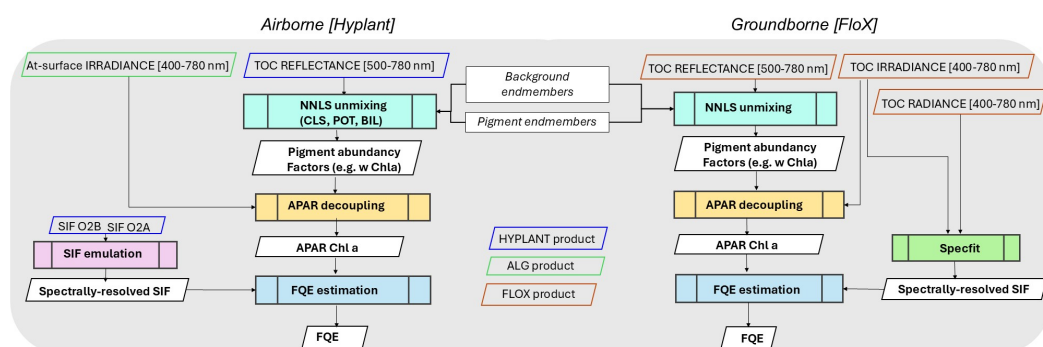 Airborne [Hyplant]
Groundborne [FloX]
At-surface IRRADIANCE [400-780 nm]
TOC REFLECTANCE [500-780 nm]
Background
endmembers
TOC REFLECTANCE [500-780 nm]
TOC IRRADIANCE [400-780 nm]
NNLS unmixing
(CLS, POT, BIL)
Pigment endmembers
NNLS unmixing
TOC RADIANCE [400-780 nm]
Pigment abundancy
Factors (e.g. w Chla)
Pigment abundancy
Factors (e.g. w Chla)
APAR decoupling
APAR decoupling
SIF O2B SIF O2A
SIF emulation
APAR Chl a
HYPLANT product
APAR Chl a
Specfit
ALG product
Spectrally-resolved SIF
FQE estimation
FLOX product
FQE estimation
Spectrally-resolved SIF
FQE
FQE